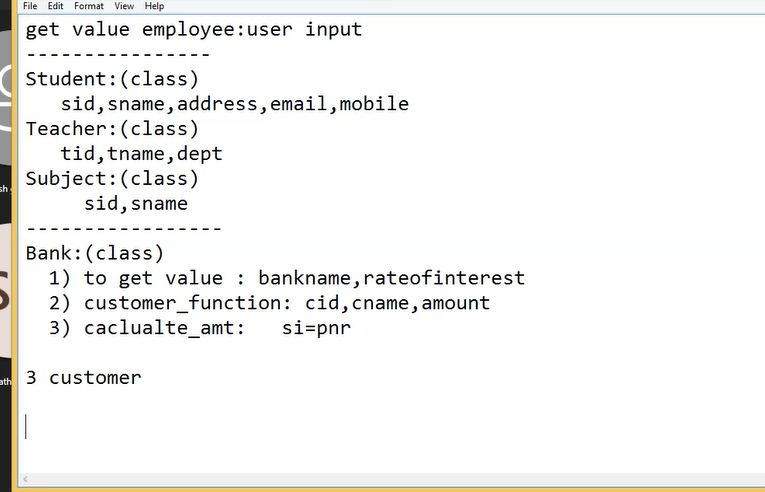 File Edit Format View Help
get value employee:user input
----------------
Student:(class)
sid,sname,address,email,mobile
Teacher:(class)
tid,tname,dept
Subject:(class)
sid,sname
-----------------
Bank:(class)
1) to get value : bankname,rateofinterest
2) customer_function: cid,cname,amount
3) caclualte_amt: si=pnr
3 customer